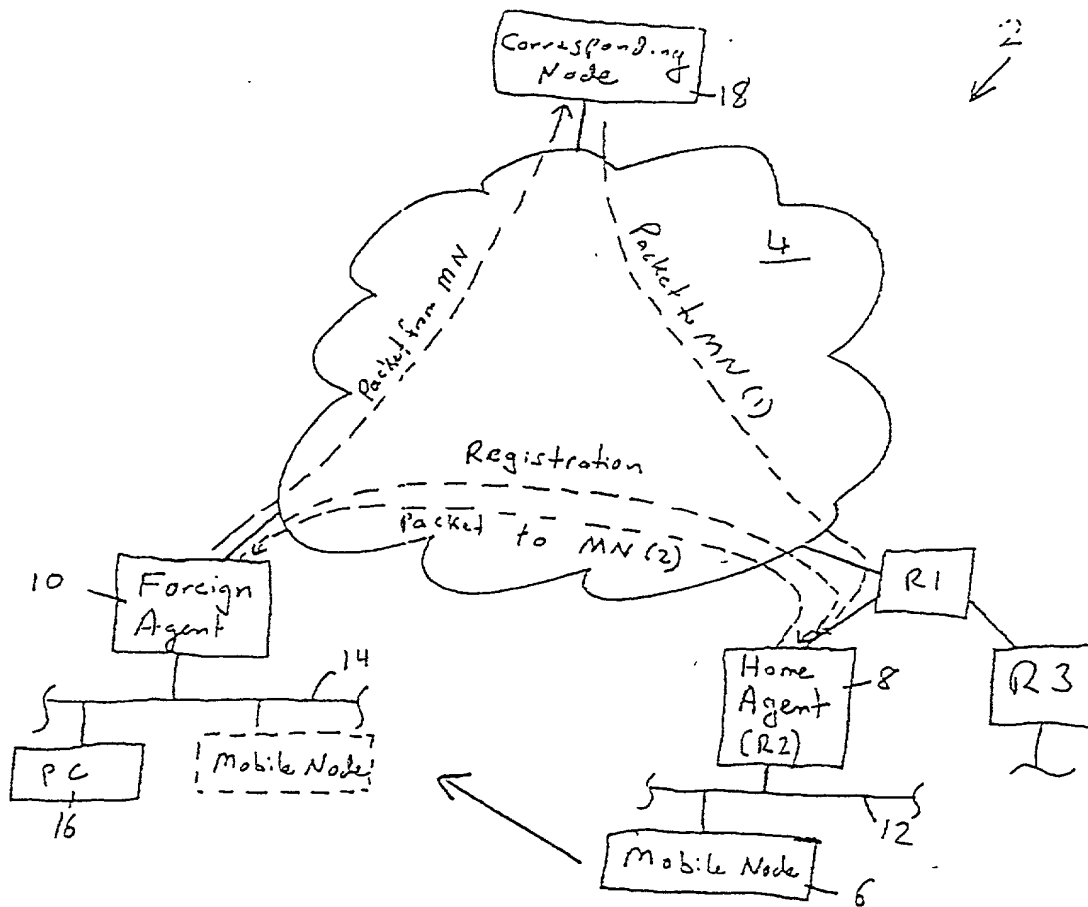 Corresponding
Node
18
2
4
Packet from MN
Packet to MN (1)
Registration
Packet to MN (2)
10
Foreign
Agent
R1
14
Home
Agent
(R2)
8
R3
PC
16
Mobile Node
12
Mobile Node
6